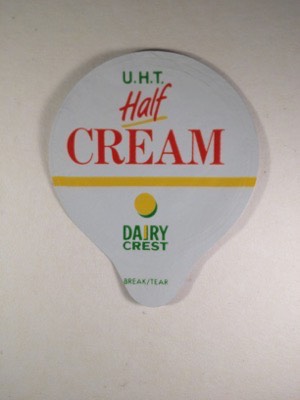 U.H.T.
Half
CREAM
DAIRY
CREST
BREAK/TEAR